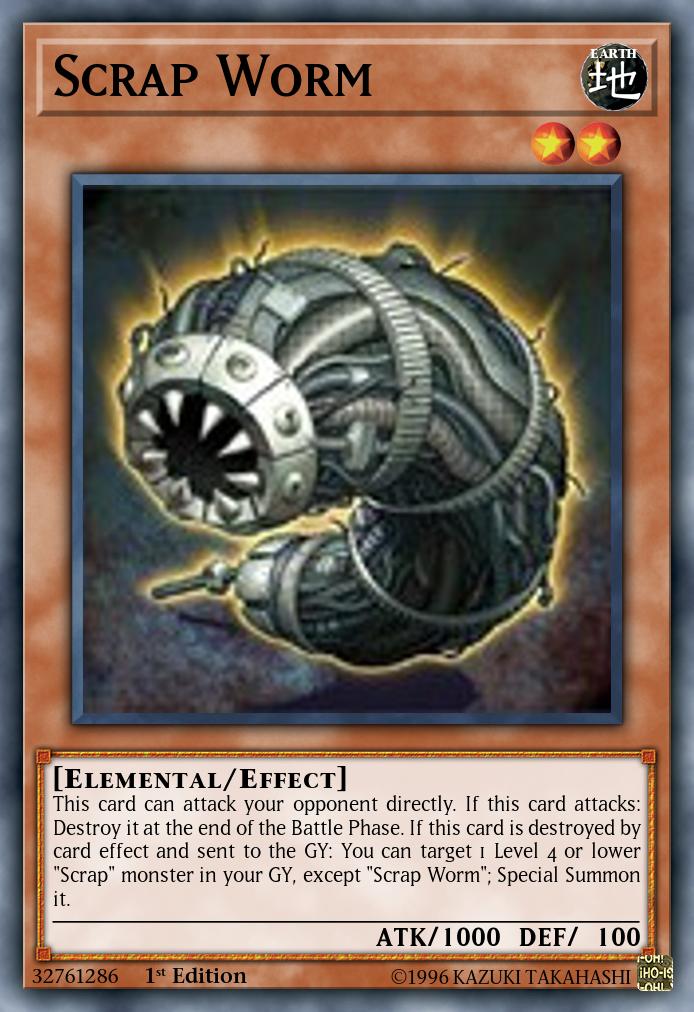 SCRAP WORM
EARTH
地
[ELEMENTAL/EFFECT]
This card can attack your opponent directly. If this card attacks:
Destroy it at the end of the Battle Phase. If this card is destroyed by
card effect and sent to the GY: You can target 1 Level 4 or lower
"Scrap" monster in your GY, except "Scrap Worm"; Special Summon
it.
ATK/1000 DEF/ 100
32761286 1st Edition ©1996 KAZUKI TAKAHASHI